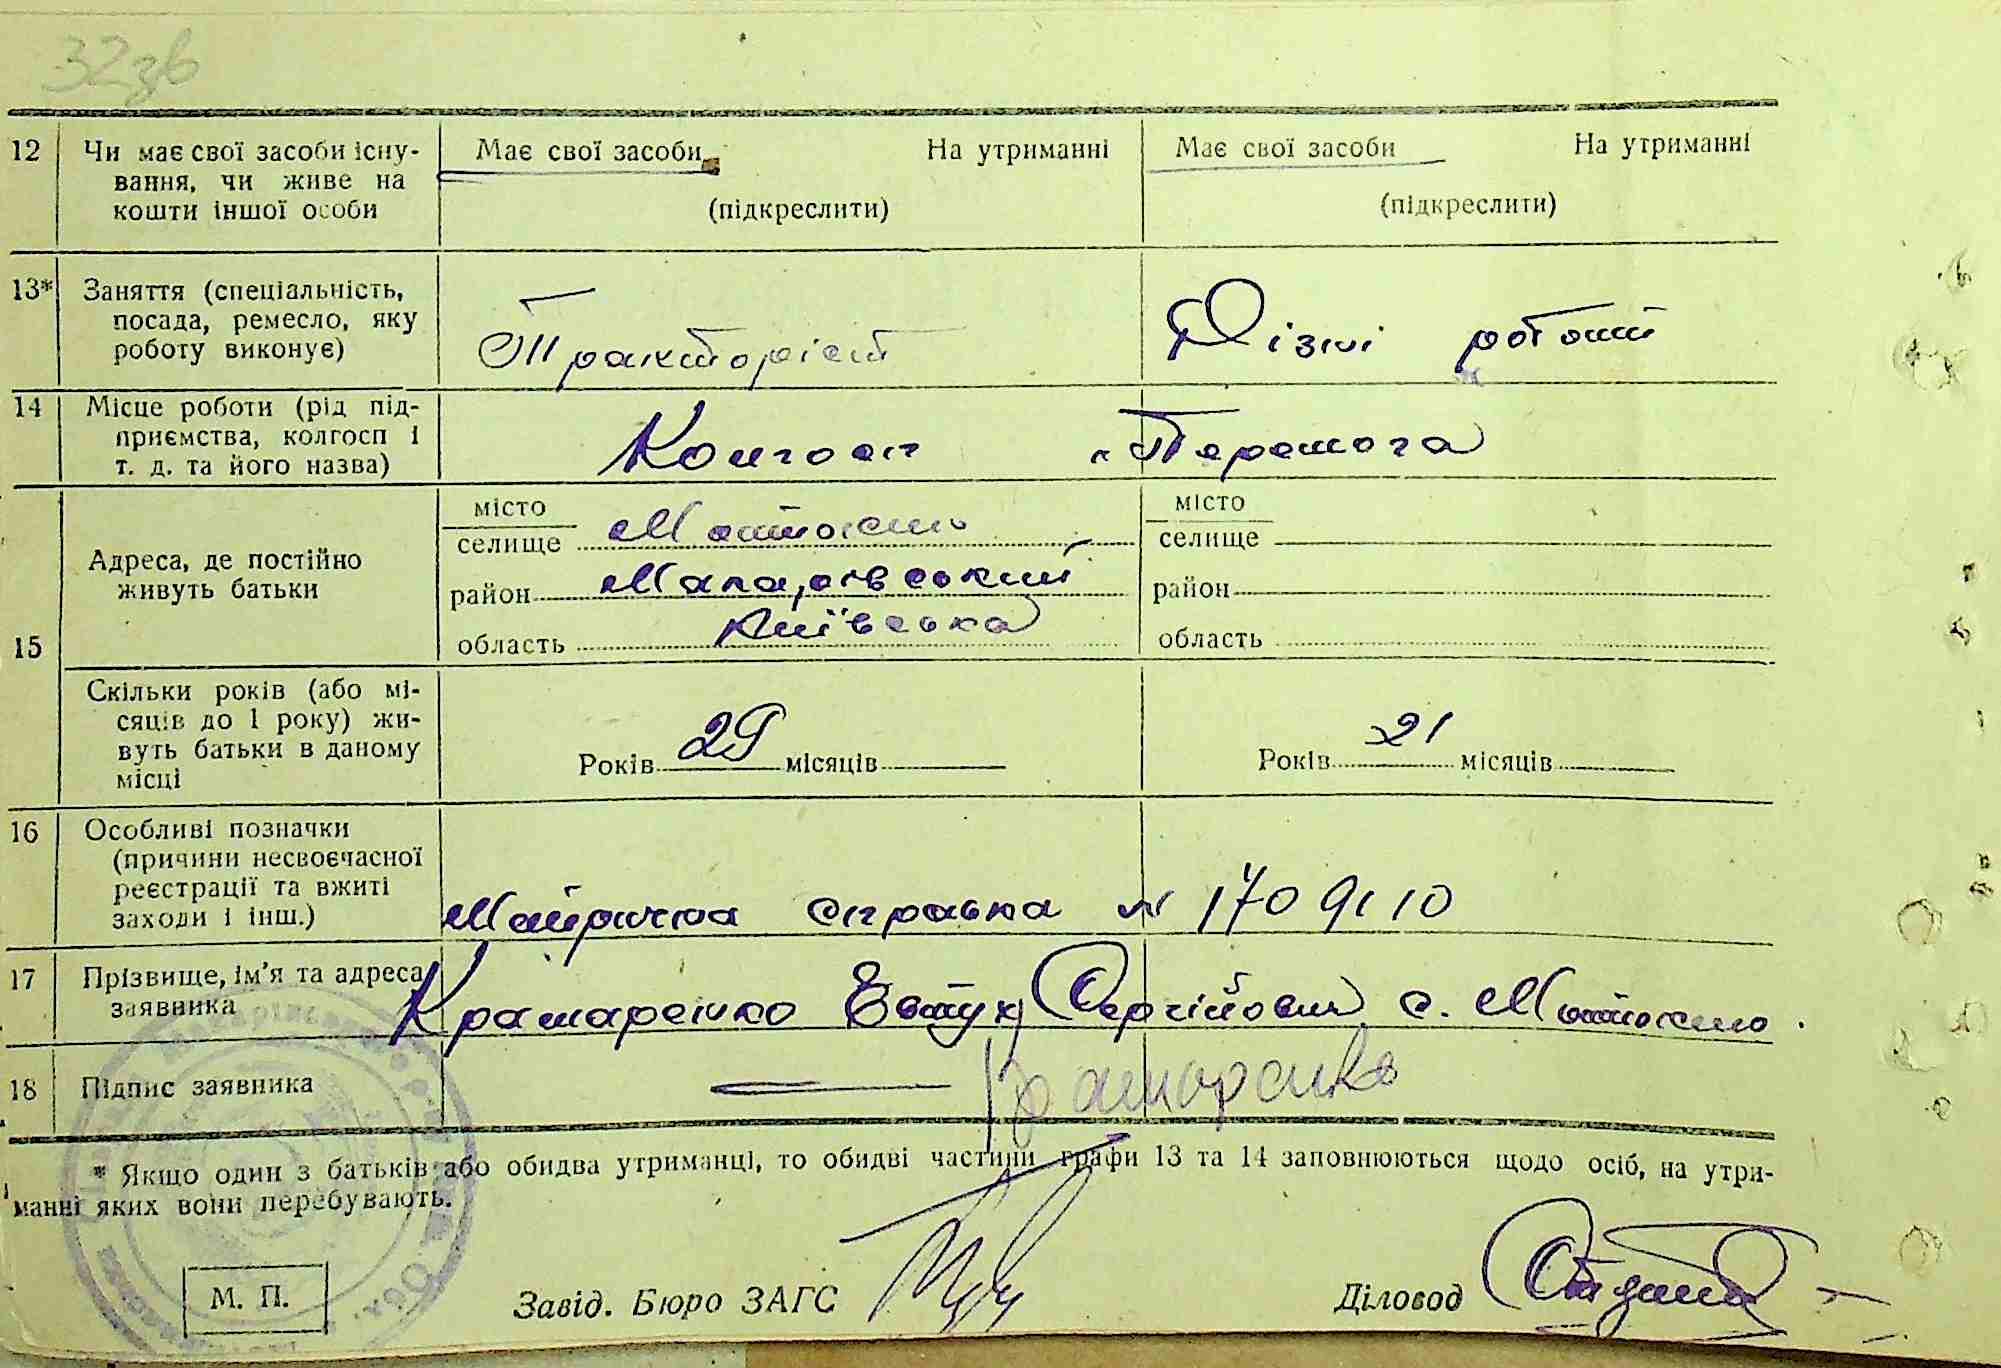 32зв
12 Чи має свої засоби існу- Має свої засоби На утриманні Має свої засоби На утриманні
вання, чи живе на
кошти іншої особи (підкреслити) (підкреслити)
13* Заняття (спеціальність,
посада, ремесло, яку Тракторіст Різні роботи
роботу виконує)
14 Місце роботи (рід під-
приємства, колгосп і Колгосп "Перемога
т. д. та його назва)
місто місто
селище Мотижин селище
Адреса, де постійно
живуть батьки
район Макарівський район
область Київська область
15
Скільки років (або мі-
сяців до 1 року) жи-
вуть батьки в даному Років 29 місяців Років 21 місяців
місці
16 Особливі позначки
(причини несвоєчасної
реєстрації та вжиті
заходи і інш.) справка № 1709110
17 Прізвище, ім'я та адреса
заявника Крамаренко Сергійович с. Мотижин.
18 Підпис заявника Крамаренко
* Якщо один з батьків або обидва утриманці, то обидві частини графи 13 та 14 заповнюються щодо осіб, на утри-
манні яких вони перебувають.
М. П. Завід. Бюро ЗАГС Діловод